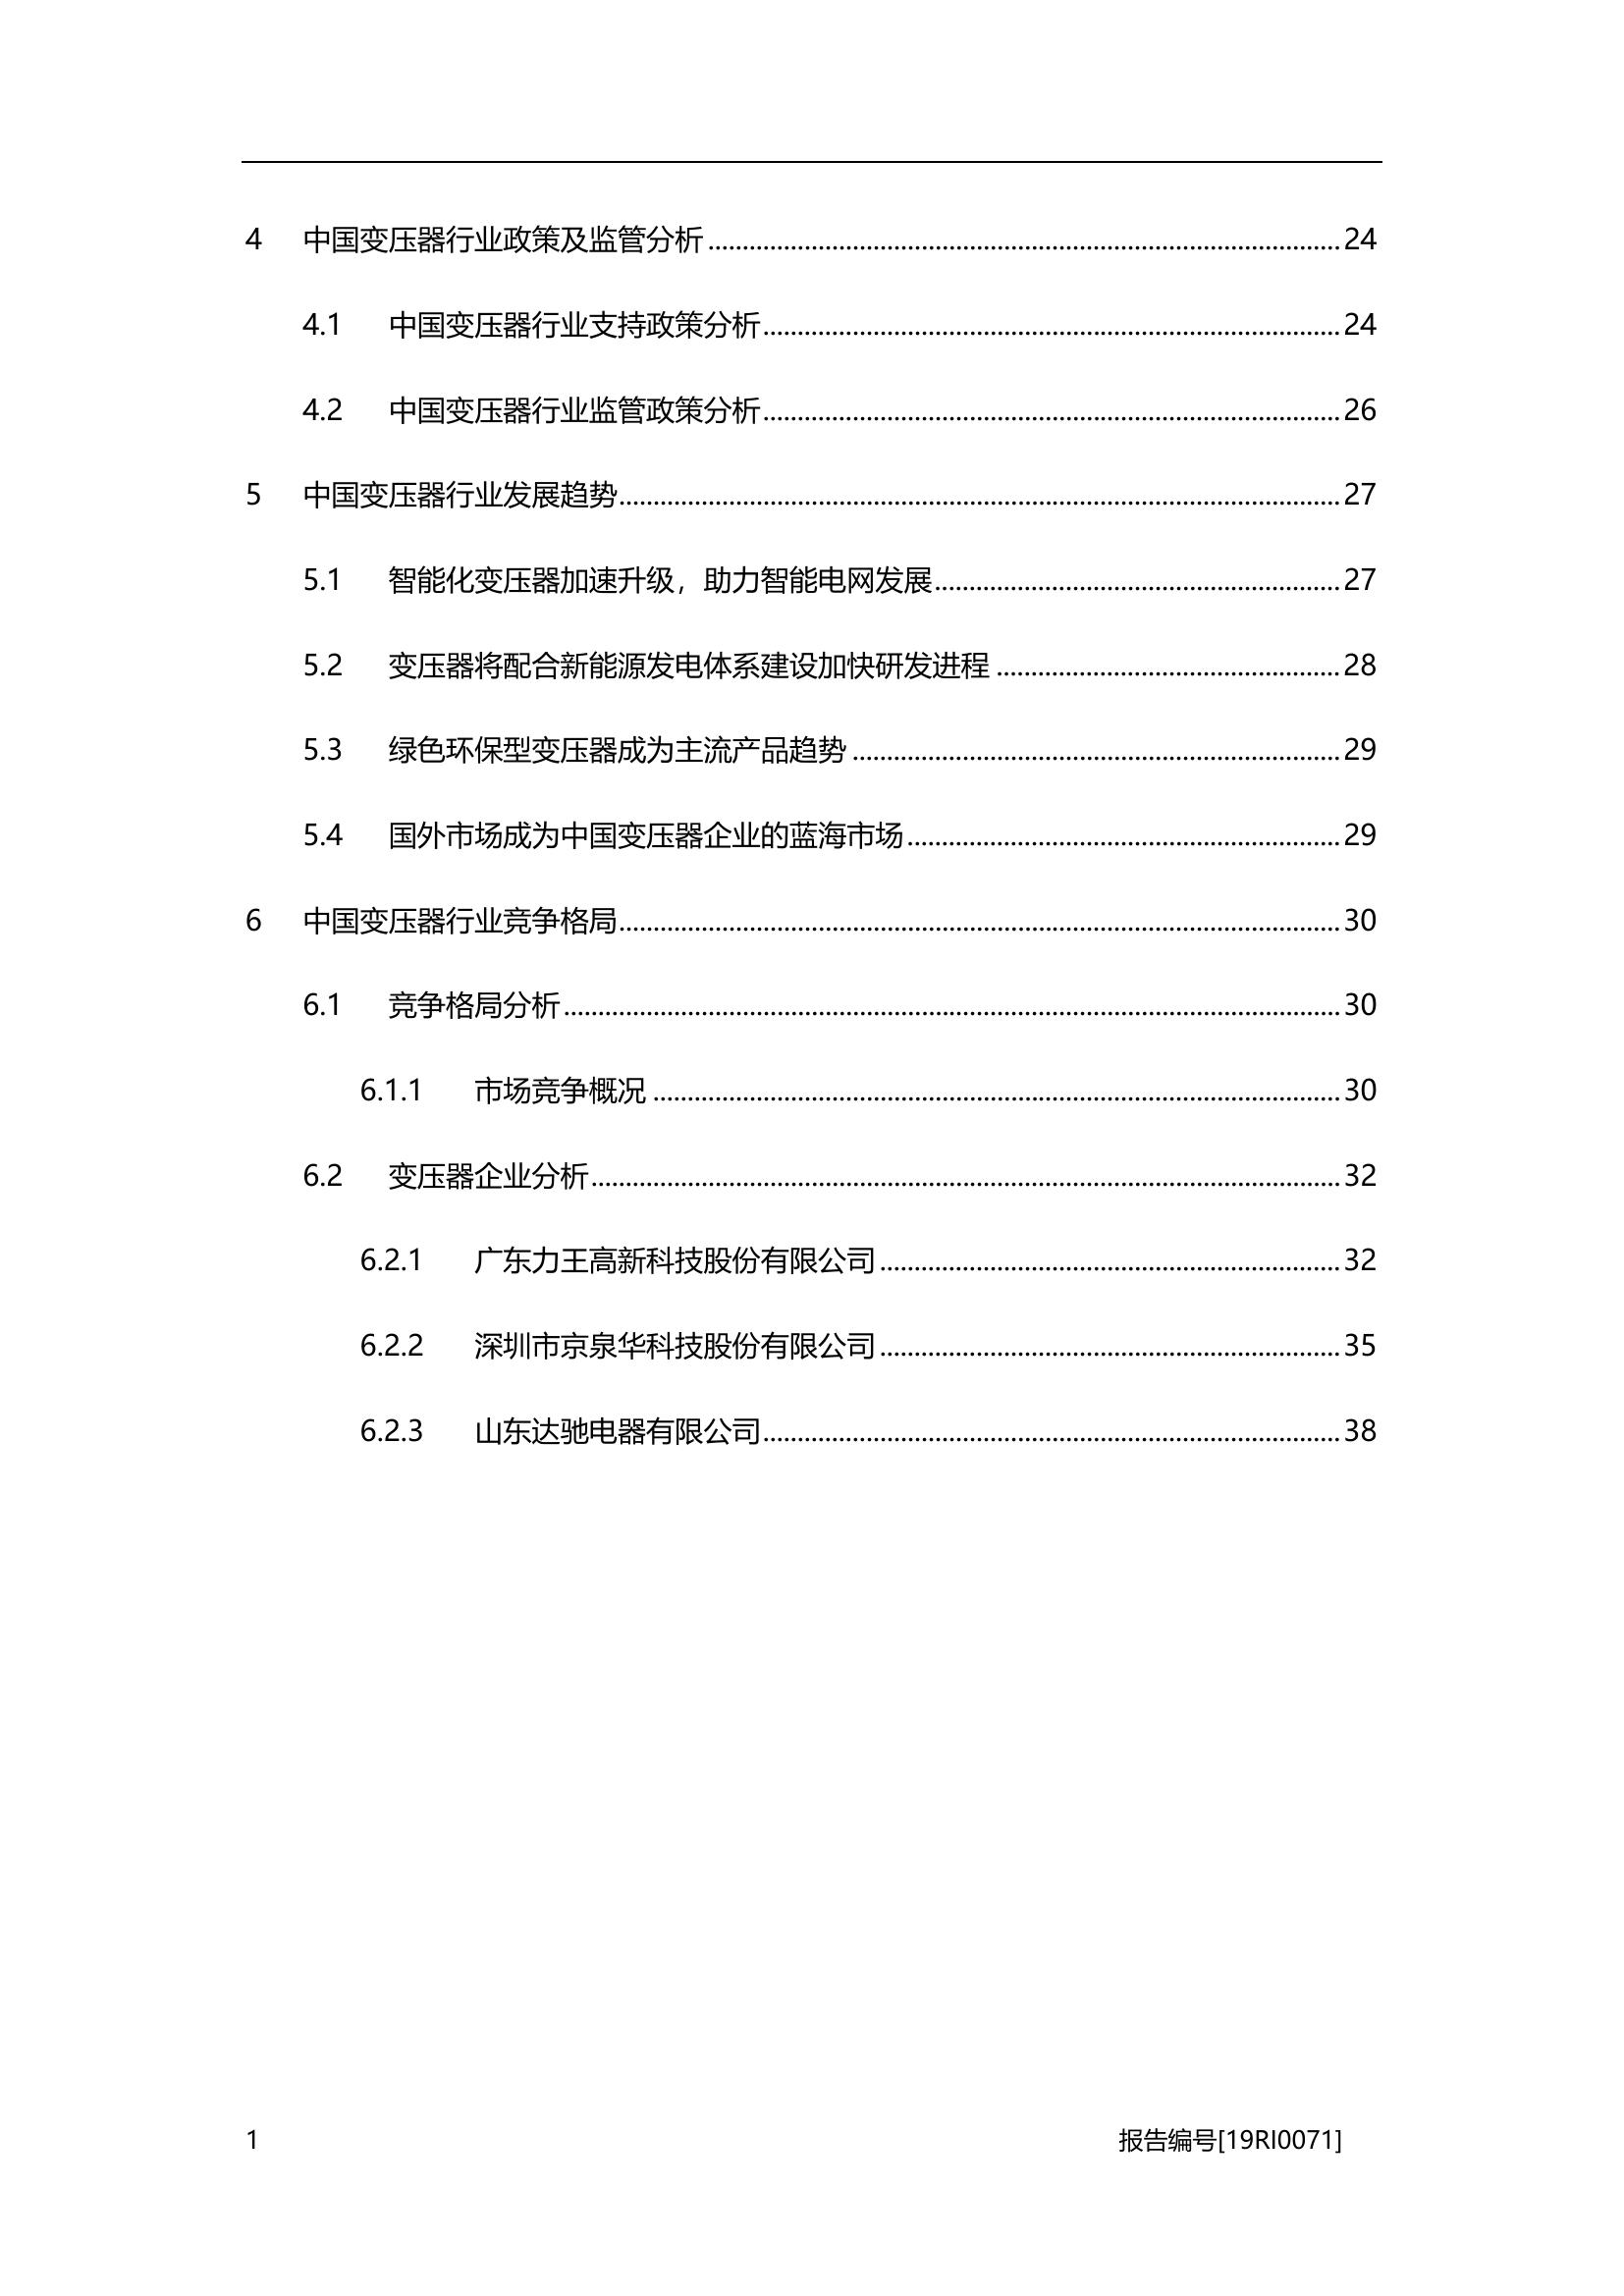 4 中国变压器行业政策及监管分析........................................24
4.1 中国变压器行业支持政策分析........................................24
4.2 中国变压器行业监管政策分析........................................26
5 中国变压器行业发展趋势........................................27
5.1 智能化变压器加速升级，助力智能电网发展........................................27
5.2 变压器将配合新能源发电体系建设加快研发进程........................................28
5.3 绿色环保型变压器成为主流产品趋势........................................29
5.4 国外市场成为中国变压器企业的蓝海市场........................................29
6 中国变压器行业竞争格局........................................30
6.1 竞争格局分析........................................30
6.1.1 市场竞争概况........................................30
6.2 变压器企业分析........................................32
6.2.1 广东力王高新科技股份有限公司........................................32
6.2.2 深圳市京泉华科技股份有限公司........................................35
6.2.3 山东达驰电器有限公司........................................38
1 报告编号[19RI0071]